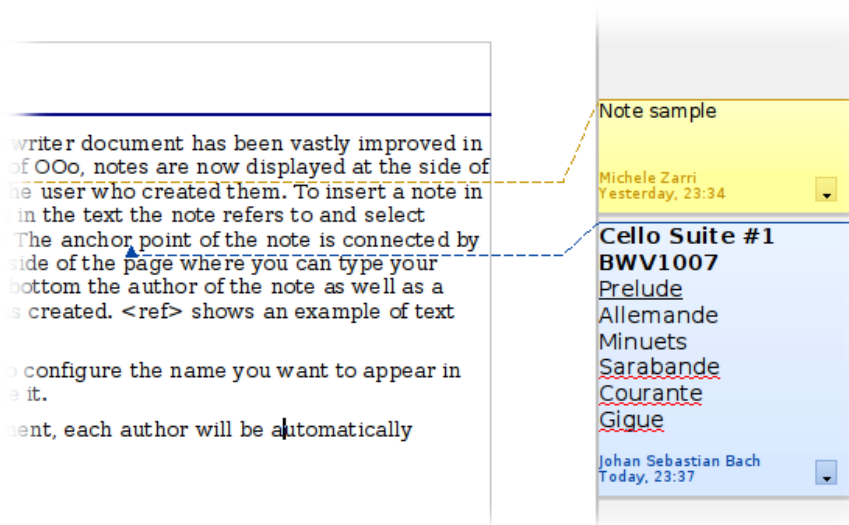 writer document has been vastly improved in
of OOo, notes are now displayed at the side of
the user who created them. To insert a note in
in the text the note refers to and select
The anchor point of the note is connected by
side of the page where you can type your
bottom the author of the note as well as a
created. <ref> shows an example of text
configure the name you want to appear in
it.
each author will be automatically
Note sample
Michele Zarri
Yesterday, 23:34
Cello Suite #1
BWV1007
Prelude
Allemande
Minuets
Sarabande
Courante
Gigue
Johan Sebastian Bach
Today, 23:37